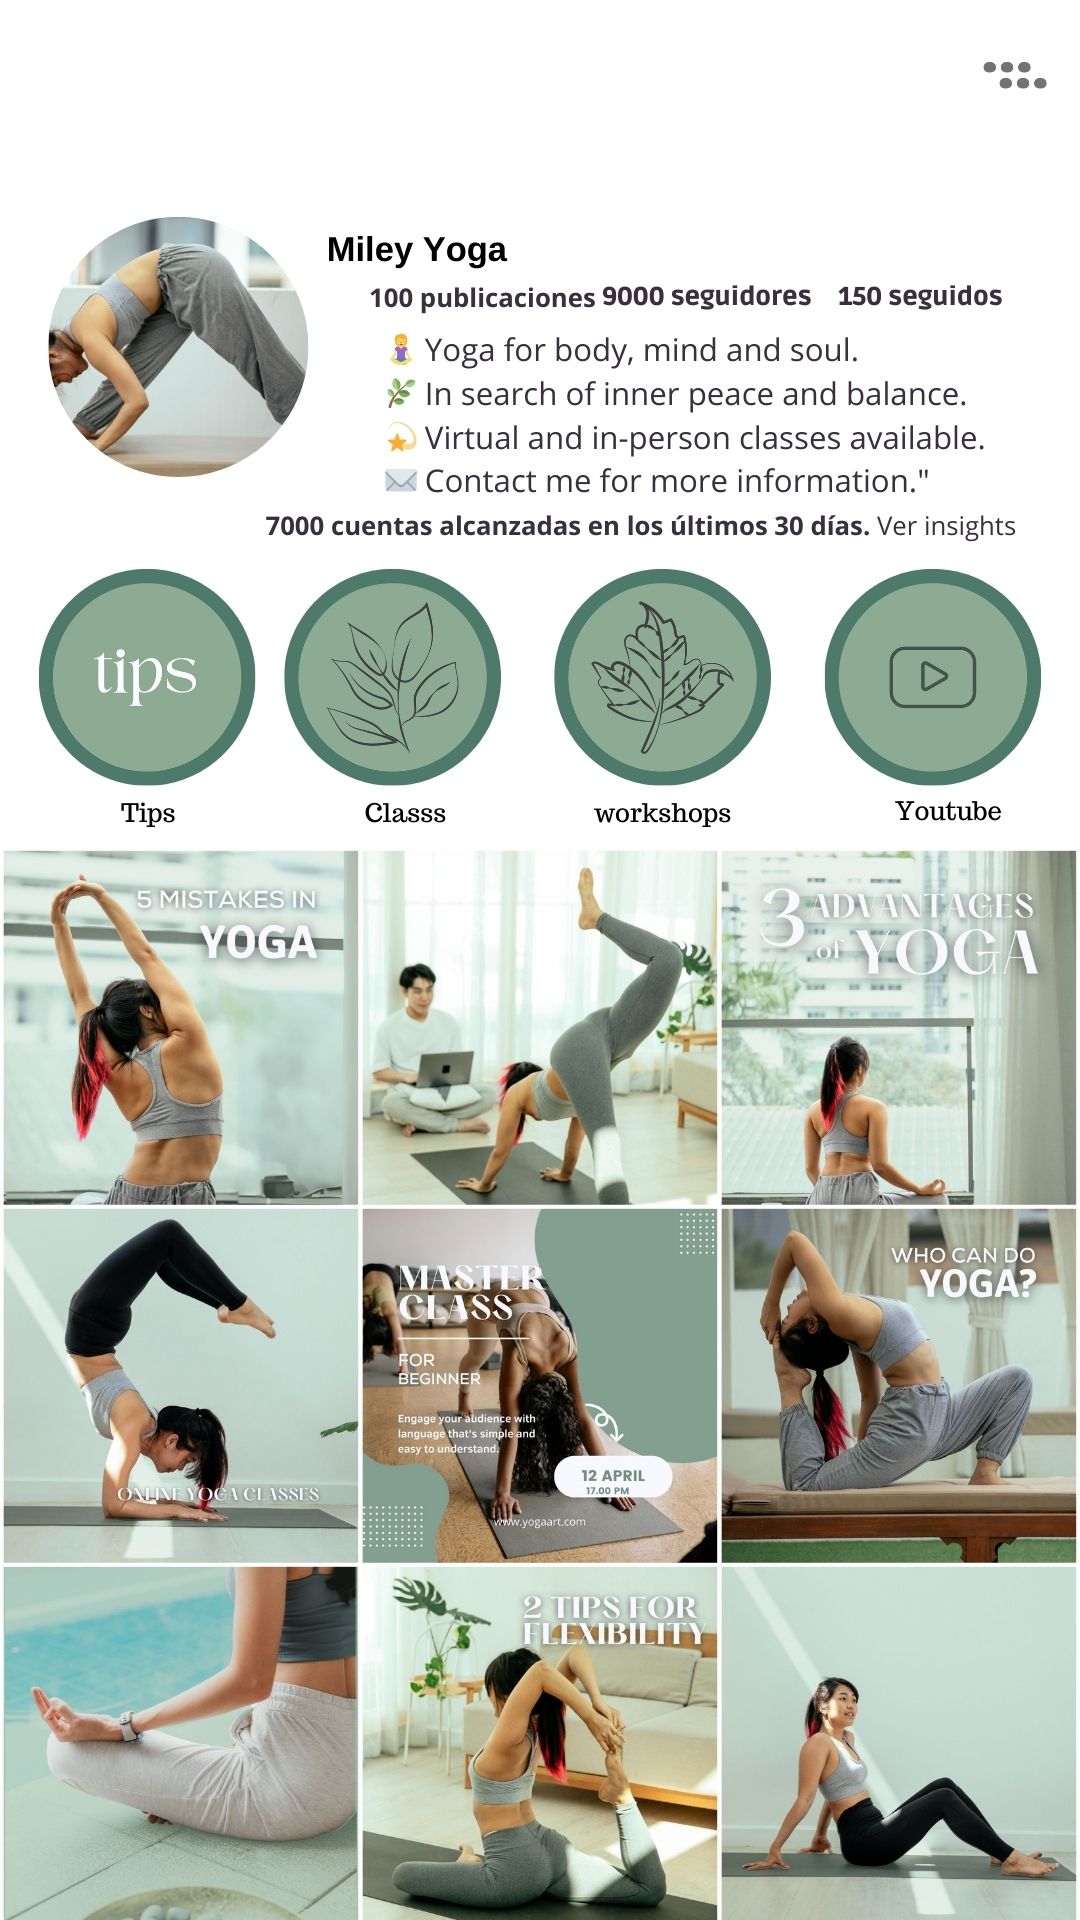 Miley Yoga
100 publicaciones 9000 seguidores 150 seguidos
🧘‍♀️ Yoga for body, mind and soul.
🌿 In search of inner peace and balance.
💫 Virtual and in-person classes available.
✉️ Contact me for more information."
7000 cuentas alcanzadas en los últimos 30 días. Ver insights
tips
Tips
Classs
workshops
Youtube
5 MISTAKES IN
YOGA
3 ADVANTAGES
of YOGA
ONLINE YOGA CLASSES
MASTER
CLASS
FOR
BEGINNER
Engage your audience with
language that's simple and
easy to understand.
12 APRIL
17.00 PM
www.yogaart.com
WHO CAN DO
YOGA?
2 TIPS FOR
FLEXIBILITY